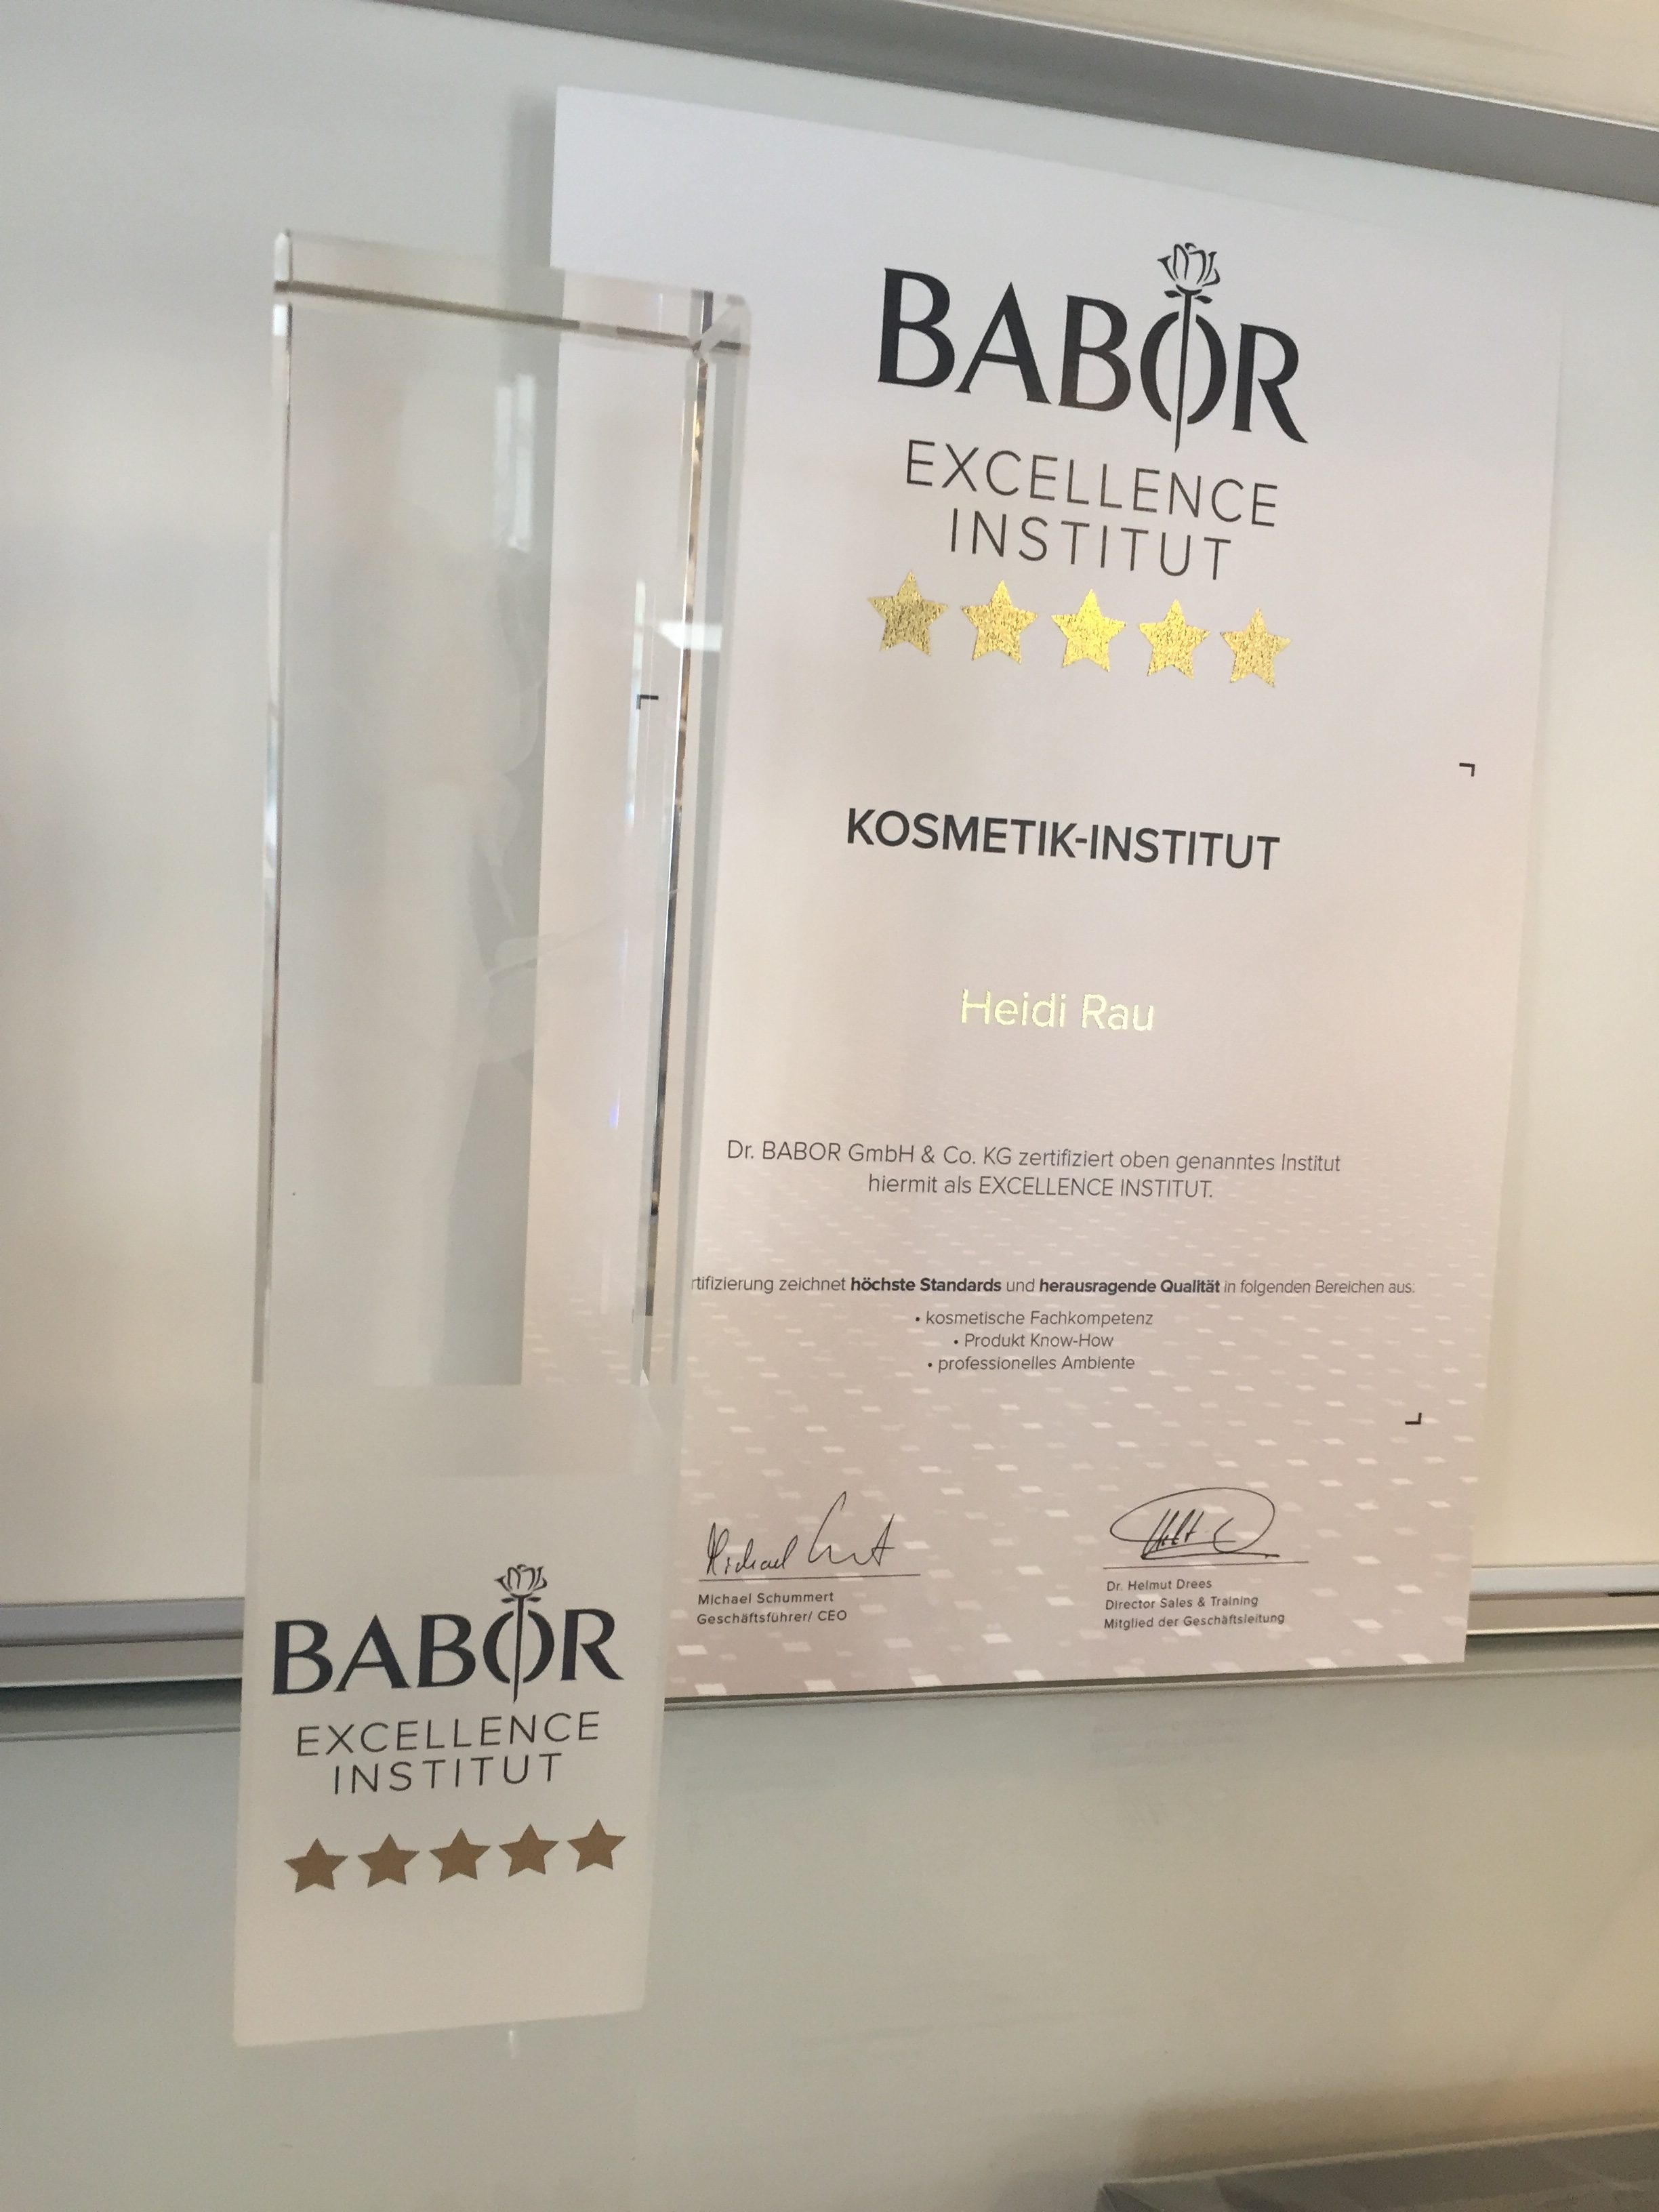 BABOR
EXCELLENCE
INSTITUT
KOSMETIK-INSTITUT
Heidi Rau
Dr. BABOR GmbH & Co. KG zertifiziert oben genanntes Institut
hiermit als EXCELLENCE INSTITUT.
rtifizierung zeichnet höchste Standards und herausragende Qualität in folgenden Bereichen aus:
• kosmetische Fachkompetenz
• Produkt Know-How
• professionelles Ambiente
Michael Schummert
Geschäftsführer/ CEO
Dr. Helmut Drees
Director Sales & Training
Mitglied der Geschäftsleitung
BABOR
EXCELLENCE
INSTITUT